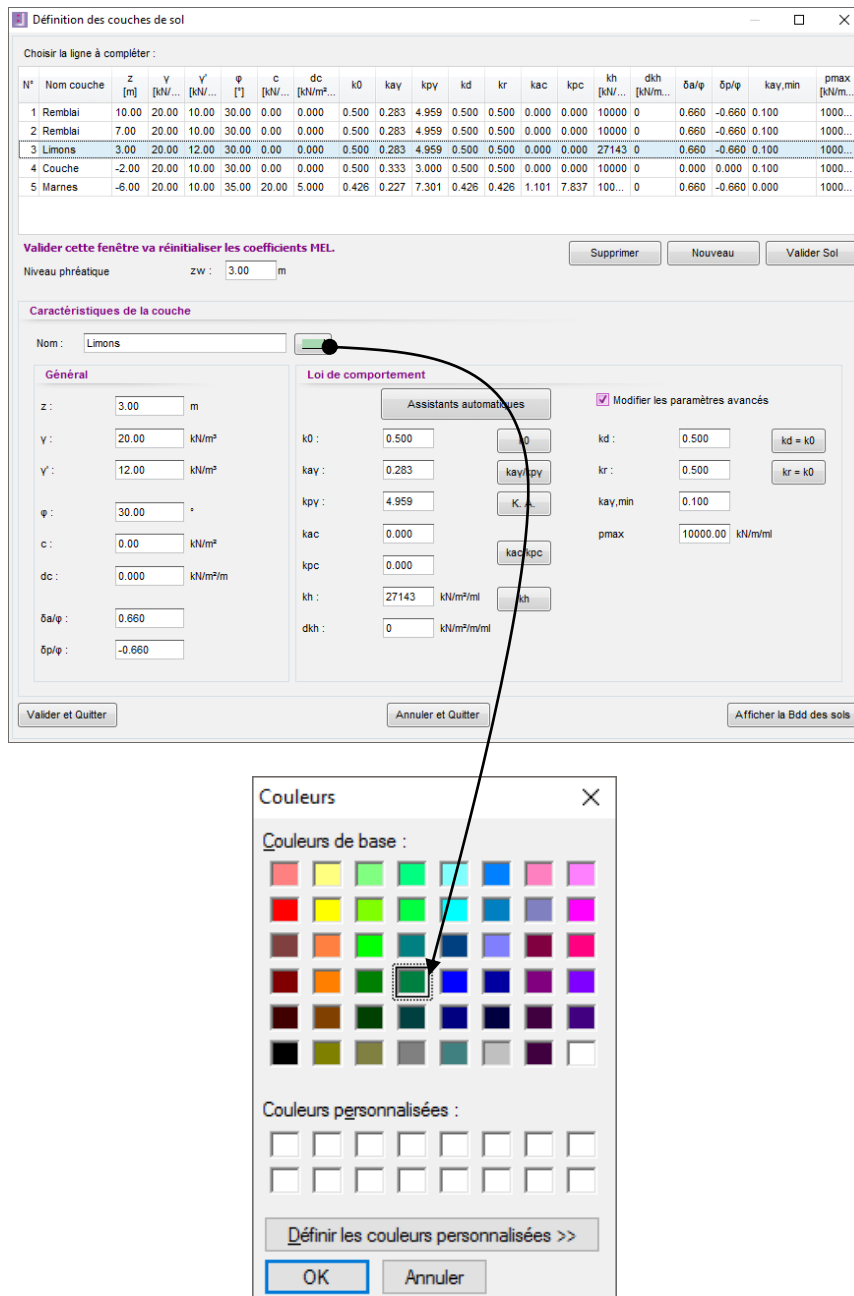 Définition des couches de sol
Choisir la ligne à compléter :
N° Nom couche z [m] γ [kN/... γ' [kN/... φ [°] c [kN/... dc [kN/m²... k0 kaγ kpγ kd kr kac kpc kh [kN/... dkh [kN/m... δa/φ δp/φ kaγ,min pmax [kN/m...
1 Remblai 10.00 20.00 10.00 30.00 0.00 0.000 0.500 0.283 4.959 0.500 0.500 0.000 0.000 10000 0 0.660 -0.660 0.100 1000...
2 Remblai 7.00 20.00 10.00 30.00 0.00 0.000 0.500 0.283 4.959 0.500 0.500 0.000 0.000 10000 0 0.660 -0.660 0.100 1000...
3 Limons 3.00 20.00 12.00 30.00 0.00 0.000 0.500 0.283 4.959 0.500 0.500 0.000 0.000 27143 0 0.660 -0.660 0.100 1000...
4 Couche -2.00 20.00 10.00 30.00 0.00 0.000 0.500 0.333 3.000 0.500 0.500 0.000 0.000 10000 0 0.000 0.000 0.100 1000...
5 Marnes -6.00 20.00 10.00 35.00 20.00 5.000 0.426 0.227 7.301 0.426 0.426 1.101 7.837 100... 0 0.660 -0.660 0.000 1000...
Valider cette fenêtre va réinitialiser les coefficients MEL.
Supprimer Nouveau Valider Sol
Niveau phréatique zw : 3.00 m
Caractéristiques de la couche
Nom : Limons
Général
z : 3.00 m
γ : 20.00 kN/m³
γ' : 12.00 kN/m³
φ : 30.00 °
c : 0.00 kN/m²
dc : 0.000 kN/m²/m
δa/φ : 0.660
δp/φ : -0.660
Loi de comportement
Assistants automatiques
k0 : 0.500 k0
kaγ : 0.283 kaγ/kpγ
kpγ : 4.959 K. A.
kac 0.000 kac/kpc
kpc 0.000
kh : 27143 kN/m²/ml kh
dkh : 0 kN/m²/m/ml
Modifier les paramètres avancés
kd : 0.500 kd = k0
kr : 0.500 kr = k0
kaγ,min 0.100
pmax 10000.00 kN/m/ml
Valider et Quitter Annuler et Quitter Afficher la Bdd des sols
Couleurs
Couleurs de base :
Couleurs personnalisées :
Définir les couleurs personnalisées >>
OK Annuler